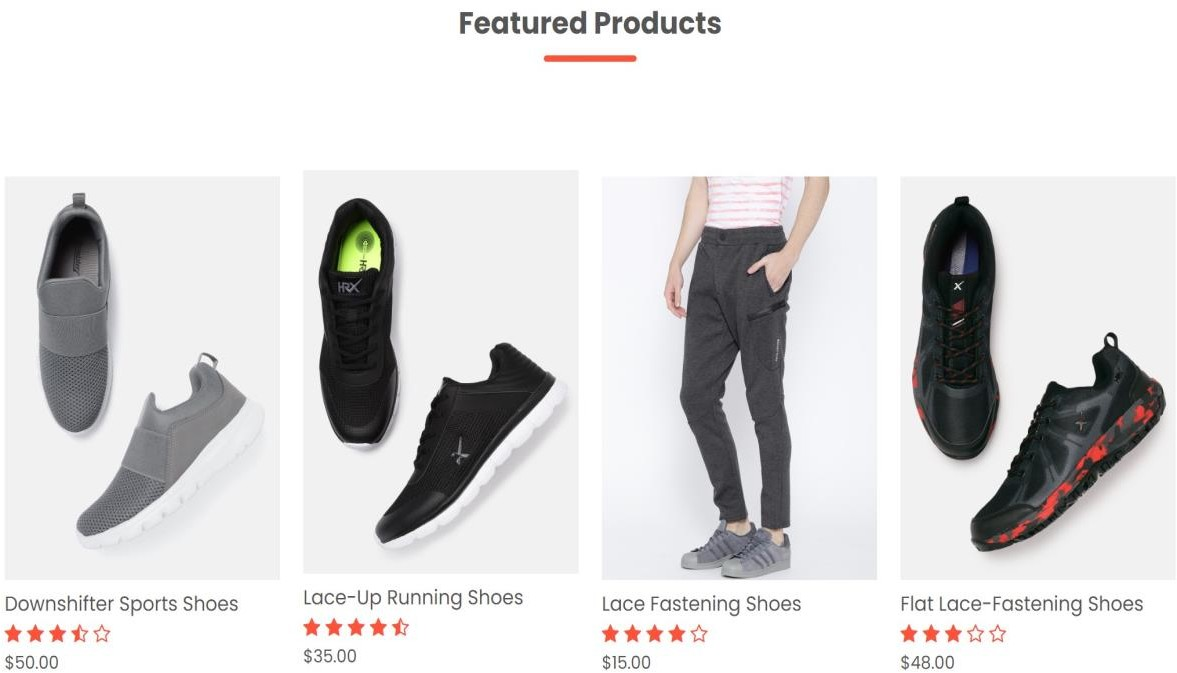 Featured Products
HRX
Downshifter Sports Shoes
$50.00
Lace-Up Running Shoes
$35.00
Lace Fastening Shoes
$15.00
Flat Lace-Fastening Shoes
$48.00